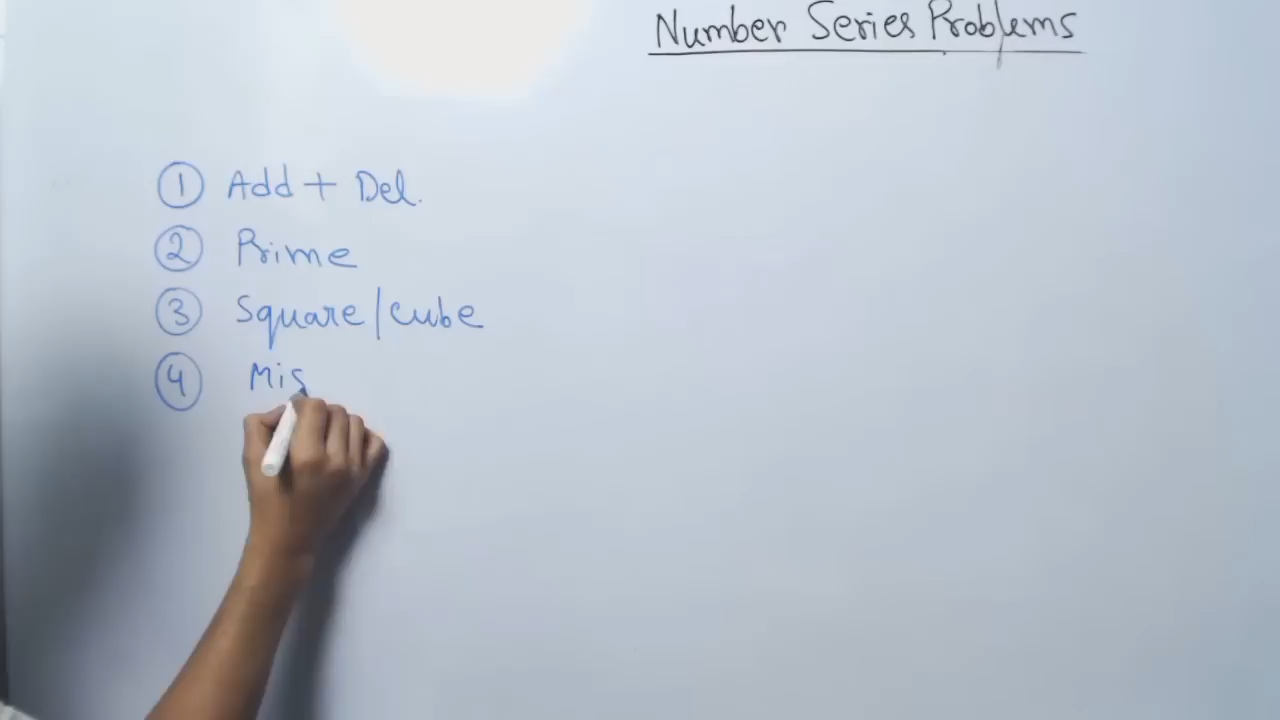 Number Series Problems
① Add + Del.
② Prime
③ Square/cube
④ Mis